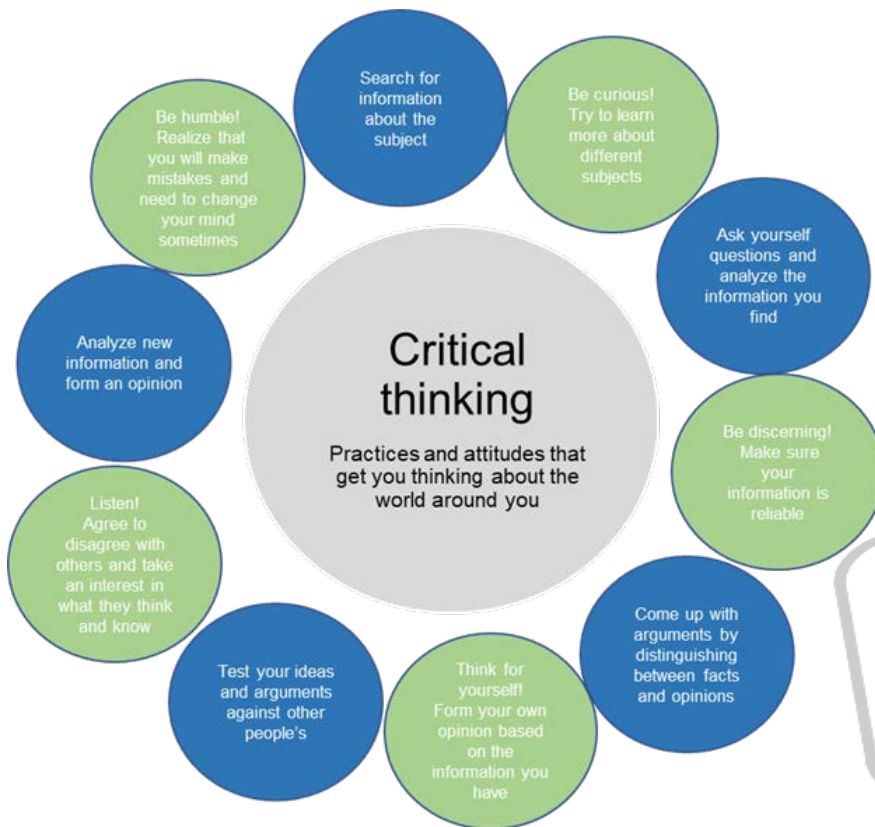 Critical
thinking
Practices and attitudes that
get you thinking about the
world around you
Search for
information
about the
subject
Be curious!
Try to learn
more about
different
subjects
Ask yourself
questions and
analyze the
information you
find
Be discerning!
Make sure
your
information is
reliable
Come up with
arguments by
distinguishing
between facts
and opinions
Think for
yourself!
Form your own
opinion based
on the
information you
have
Test your ideas
and arguments
against other
people's
Listen!
Agree to
disagree with
others and take
an interest in
what they think
and know
Analyze new
information and
form an opinion
Be humble!
Realize that
you will make
mistakes and
need to change
your mind
sometimes